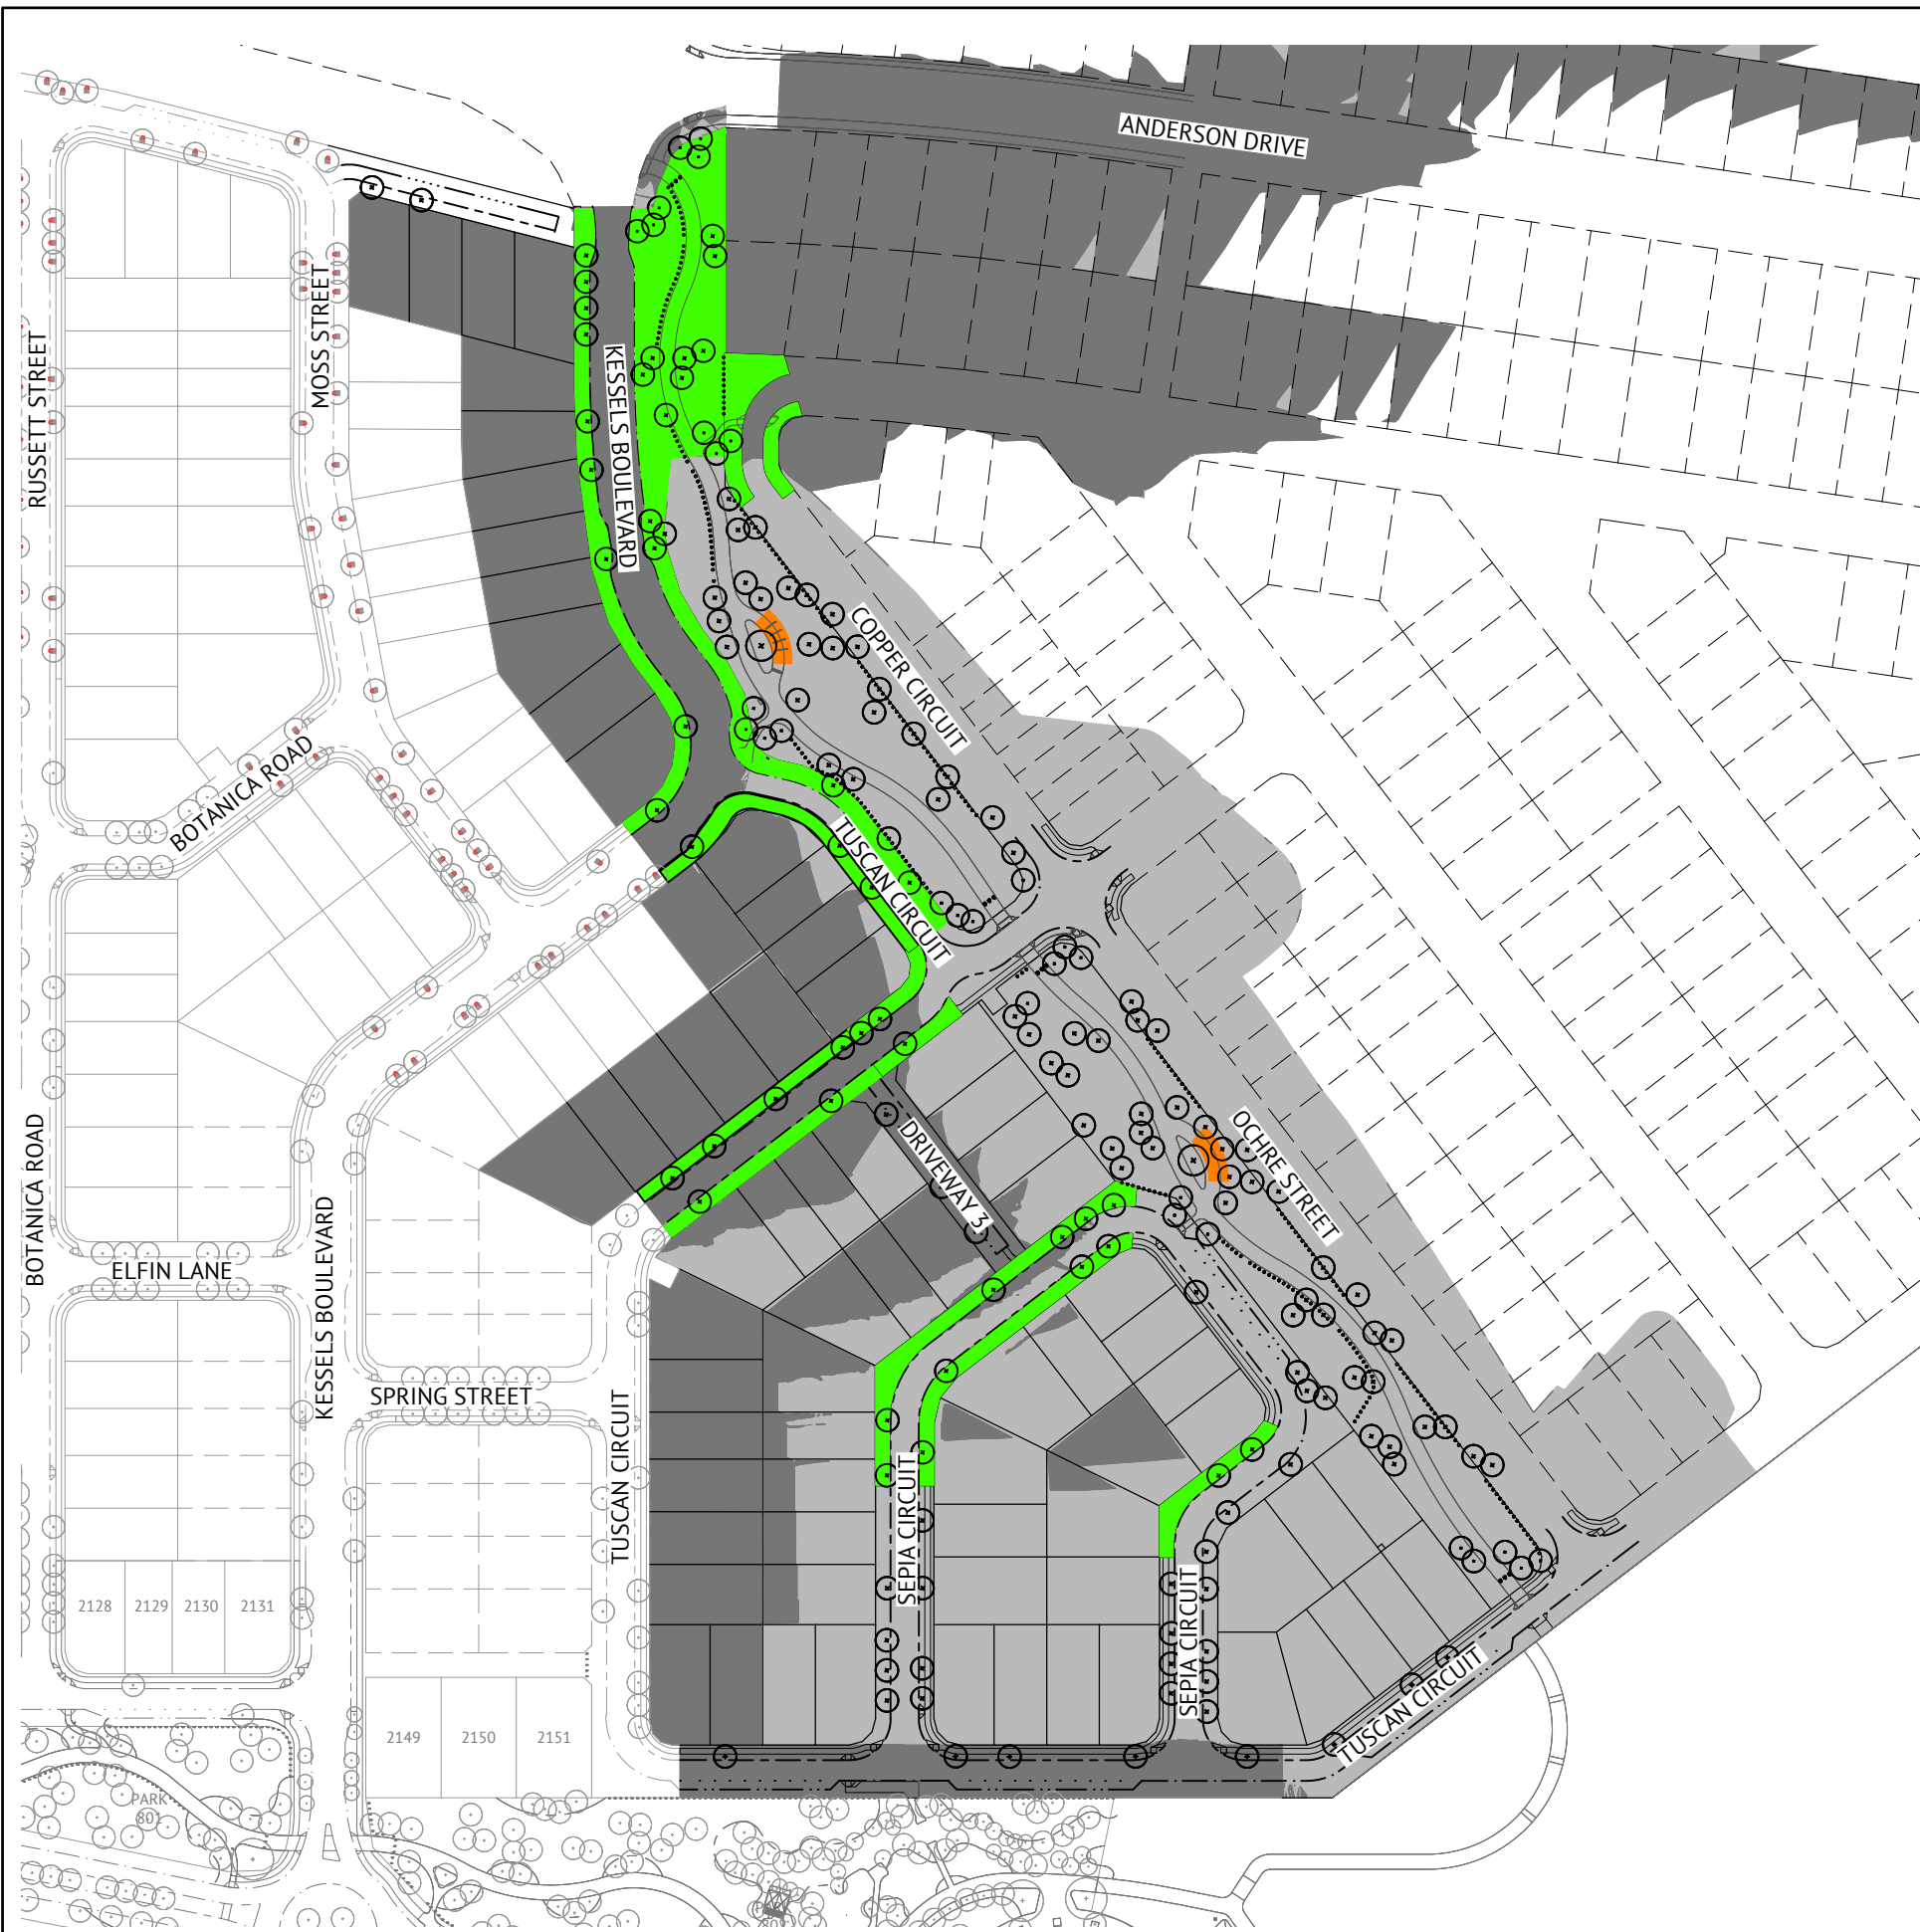 ANDERSON DRIVE
MOSS STREET
RUSSETT STREET
KESSELS BOULEVARD
COPPER CIRCUIT
BOTANICA ROAD
TUSCAN CIRCUIT
OCHRE STREET
DRIVEWAY 3
BOTANICA ROAD
ELFIN LANE
KESSELS BOULEVARD
SPRING STREET
TUSCAN CIRCUIT
SEPIA CIRCUIT
SEPIA CIRCUIT
TUSCAN CIRCUIT
2128
2129
2130
2131
2149
2150
2151
PARK
801